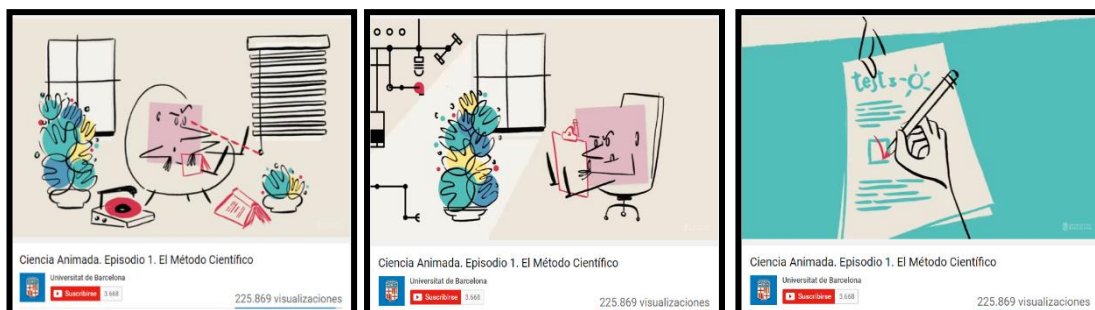 Ciencia Animada. Episodio 1. El Método Científico
Universitat de Barcelona
Suscribirse 3.668
225.869 visualizaciones
Ciencia Animada. Episodio 1. El Método Científico
Universitat de Barcelona
Suscribirse 3.668
225.869 visualizaciones
tests
Ciencia Animada. Episodio 1. El Método Científico
Universitat de Barcelona
Suscribirse 3.668
225.869 visualizaciones